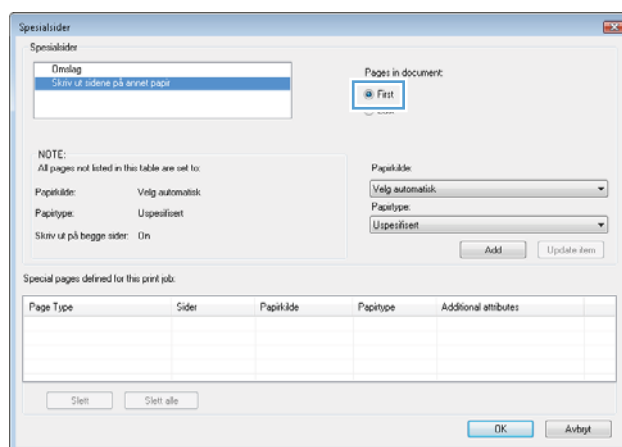 Spesialsider
Spesialsider
Omslag
Skriv ut sidene på annet papir
Pages in document:
First
NOTE:
All pages not listed in this table are set to:
Papirkilde: Velg automatisk
Papirtype: Uspesifisert
Skriv ut på begge sider: On
Papirkilde:
Velg automatisk
Papirtype:
Uspesifisert
Add Update item
Special pages defined for this print job:
Page Type Sider Papirkilde Papirtype Additional attributes
Slett Slett alle
OK Avbryt